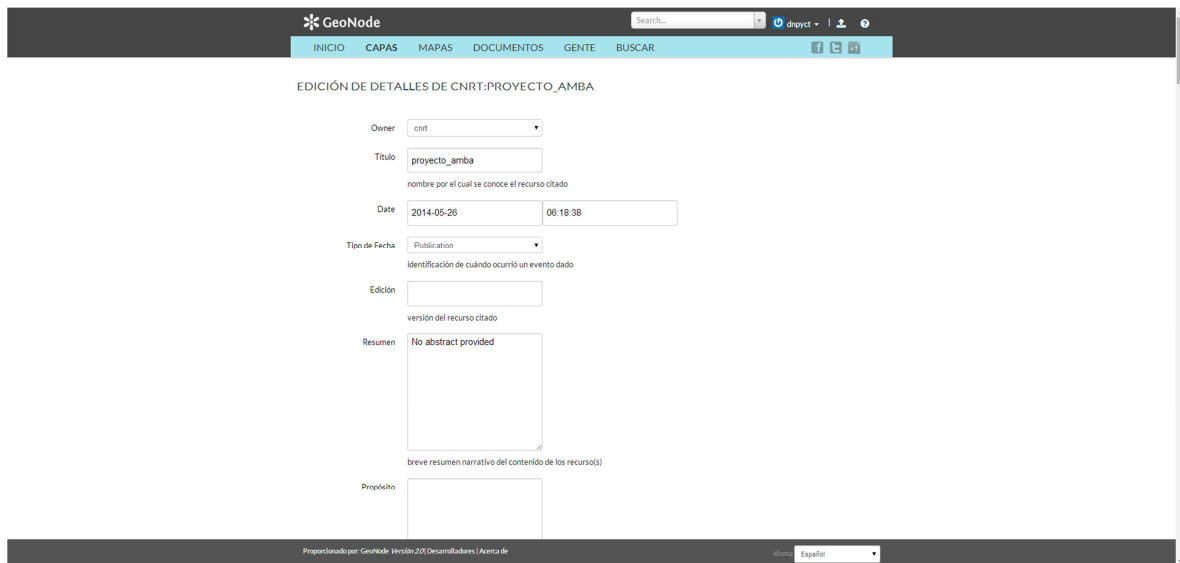 GeoNode
Search...
dnpyct
INICIO CAPAS MAPAS DOCUMENTOS GENTE BUSCAR
EDICIÓN DE DETALLES DE CNRT:PROYECTO_AMBA
Owner cnrt
Título proyecto_amba
nombre por el cual se conoce el recurso citado
Date 2014-05-26 06:18:38
Tipo de Fecha Publication
identificación de cuándo ocurrió un evento dado
Edición
versión del recurso citado
Resumen No abstract provided
breve resumen narrativo del contenido de los recurso(s)
Propósito
Proporcionado por: GeoNode Versión 2.0| Desarrolladores | Acerca de
Idioma Español